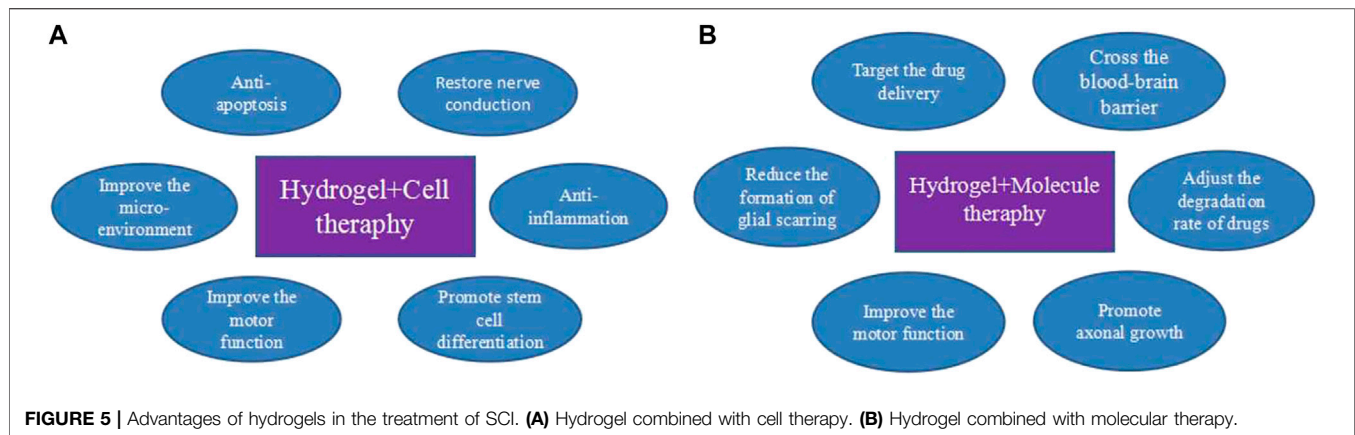 A
Anti-
apoptosis
Restore nerve
conduction
Improve the
micro-
environment
Hydrogel+Cell
theraphy
Anti-
inflammation
Improve the
motor
function
Promote stem
cell
differentiation
B
Target the drug
delivery
Cross the
blood-brain
barrier
Reduce the
formation of
glial scarring
Hydrogel+Molecule
theraphy
Adjust the
degradation
rate of drugs
Improve the
motor function
Promote
axonal growth
FIGURE 5 | Advantages of hydrogels in the treatment of SCI. (A) Hydrogel combined with cell therapy. (B) Hydrogel combined with molecular therapy.